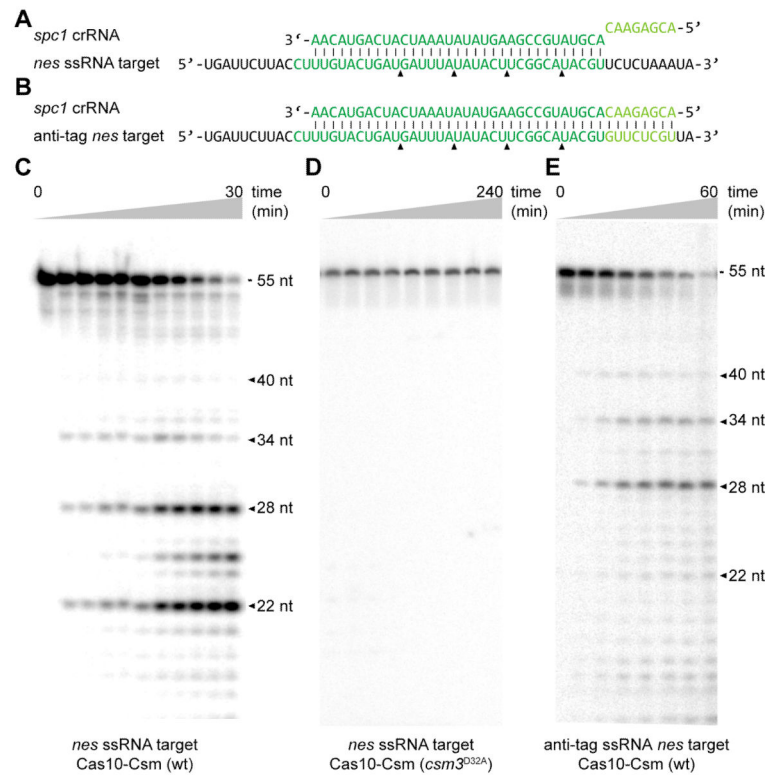 A
spc1 crRNA
CAAGAGCA-5’
3‘-AACAUGACUACUAAAUAUAUGAAGCCGUAUGCA
nes ssRNA target
5’-UGAUUCUUACCUUUGUACUGAUGAUUUAUAUACUUCGGCAUACGUUCUCUAAAUA-3’
B
spc1 crRNA
3‘-AACAUGACUACUAAAUAUAUGAAGCCGUAUGCACAAGAGCA-5’
anti-tag nes target
5’-UGAUUCUUACCUUUGUACUGAUGAUUUAUAUACUUCGGCAUACGUGUUCUCGUUA-3’
C
0 30 time (min)
D
0 240 time (min)
E
0 60 time (min)
- 55 nt
40 nt
34 nt
28 nt
22 nt
- 55 nt
40 nt
34 nt
28 nt
22 nt
nes ssRNA target
Cas10-Csm (wt)
nes ssRNA target
Cas10-Csm (csm3D32A)
anti-tag ssRNA nes target
Cas10-Csm (wt)